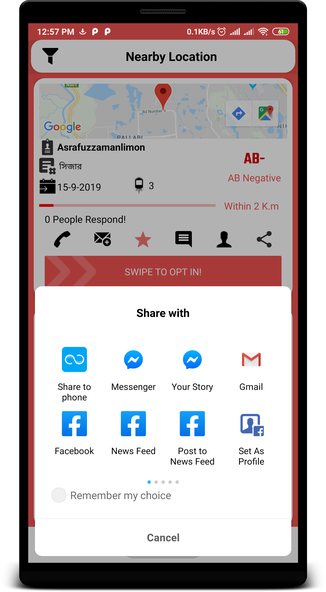 12:57 PM
0.1KB/s
61
Nearby Location
Google
PALLABI
Asrafuzzamanlimon
সিজার
AB-
15-9-2019
3
AB Negative
Within 2 K.m
0 People Respond!
SWIPE TO OPT IN!
Share with
Share to phone
Messenger
Your Story
Gmail
Facebook
News Feed
Post to News Feed
Set As Profile
Remember my choice
Cancel